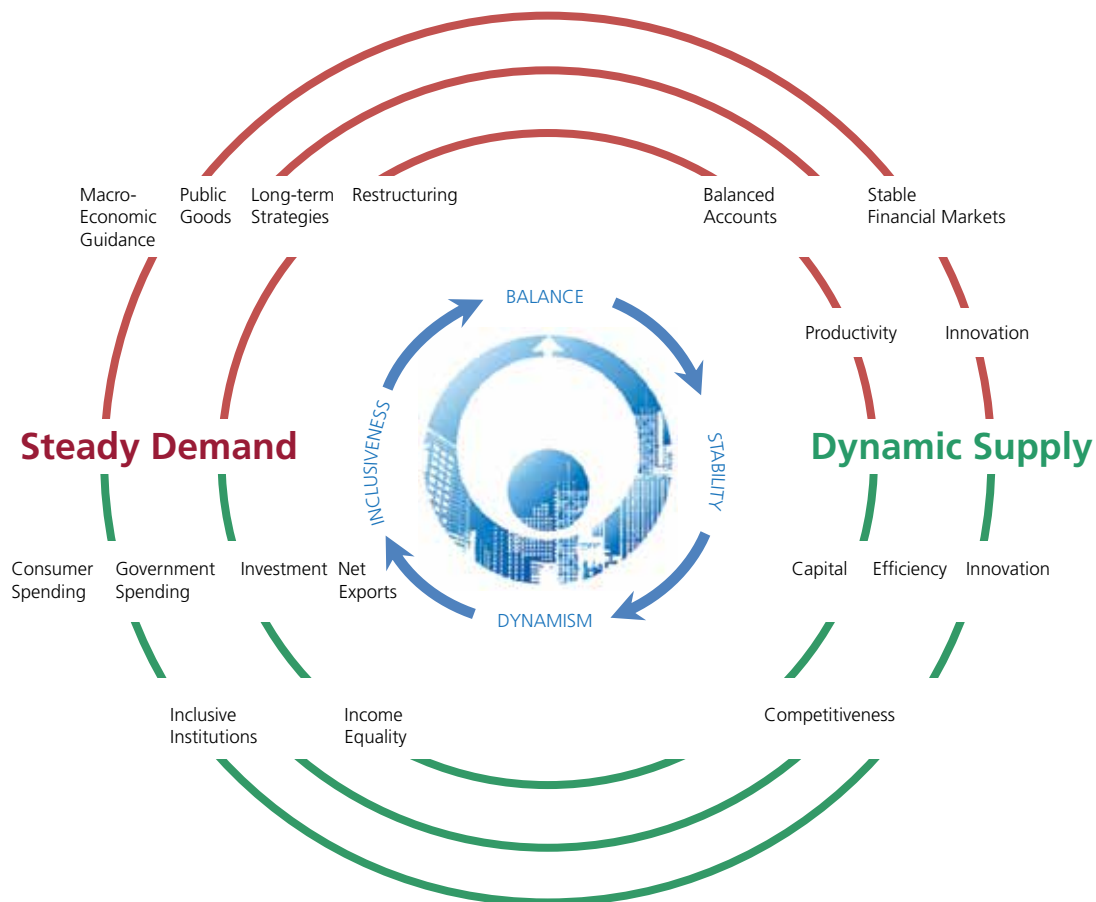 Macro-
Economic
Guidance
Public
Goods
Long-term
Strategies
Restructuring
Balanced
Accounts
Stable
Financial Markets
BALANCE
Productivity
Innovation
INCLUSIVENESS
STABILITY
Steady Demand
Dynamic Supply
Consumer
Spending
Government
Spending
Investment
Net
Exports
Capital
Efficiency
Innovation
DYNAMISM
Inclusive
Institutions
Income
Equality
Competitiveness